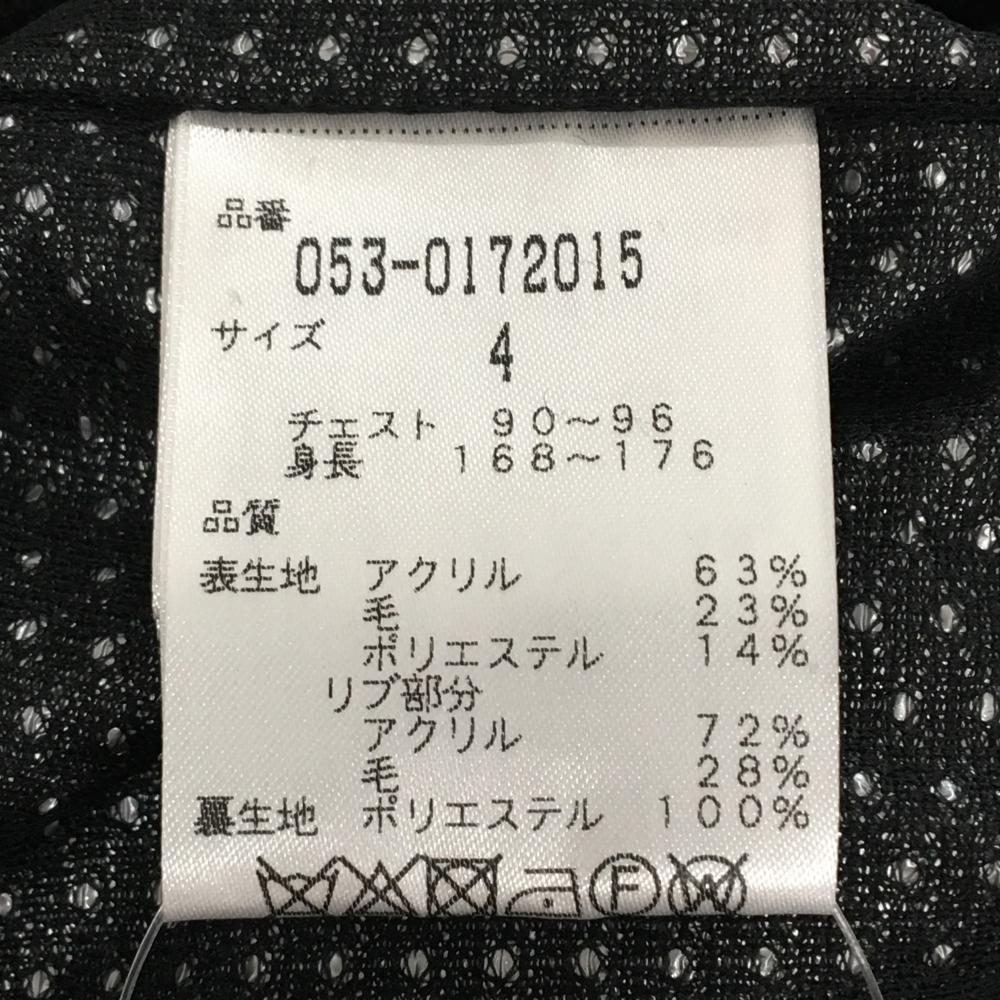 品番
053-0172015
サイズ
4
チェスト 90～96
身長 168～176
品質
表生地 アクリル 63%
毛 23%
ポリエステル 14%
リブ部分
アクリル 72%
毛 28%
裏生地 ポリエステル 100%
F W